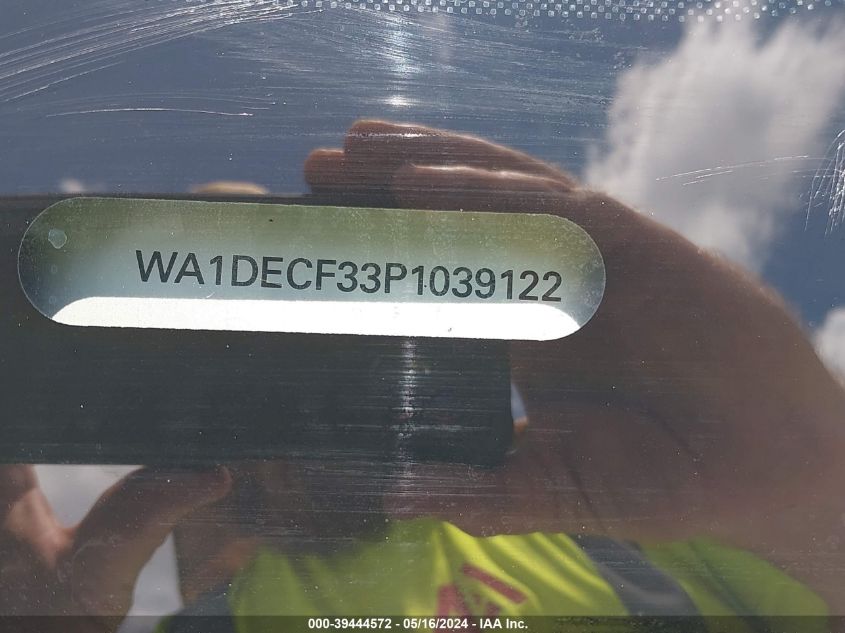 WA1DECF33P1039122
000-39444572 - 05/16/2024 - IAA Inc.